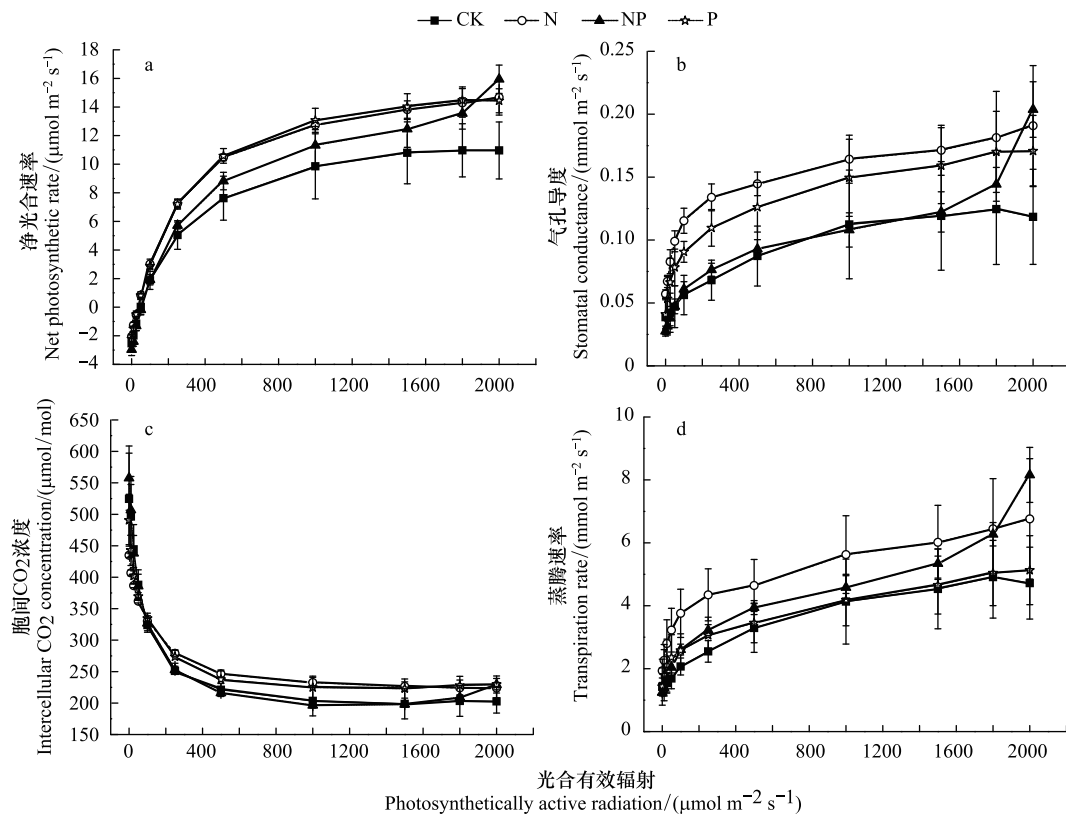 CK N NP P
a
净光合速率
Net photosynthetic rate/(μmol m⁻² s⁻¹)
18
16
14
12
10
8
6
4
2
0
−2
−4
0 400 800 1200 1600 2000
b
气孔导度
Stomatal conductance/(mmol m⁻² s⁻¹)
0.25
0.20
0.15
0.10
0.05
0
0 400 800 1200 1600 2000
c
胞间CO2浓度
Intercellular CO2 concentration/(μmol/mol)
650
600
550
500
450
400
350
300
250
200
150
0 400 800 1200 1600 2000
d
蒸腾速率
Transpiration rate/(mmol m⁻² s⁻¹)
10
8
6
4
2
0
0 400 800 1200 1600 2000
光合有效辐射
Photosynthetically active radiation/(μmol m⁻² s⁻¹)